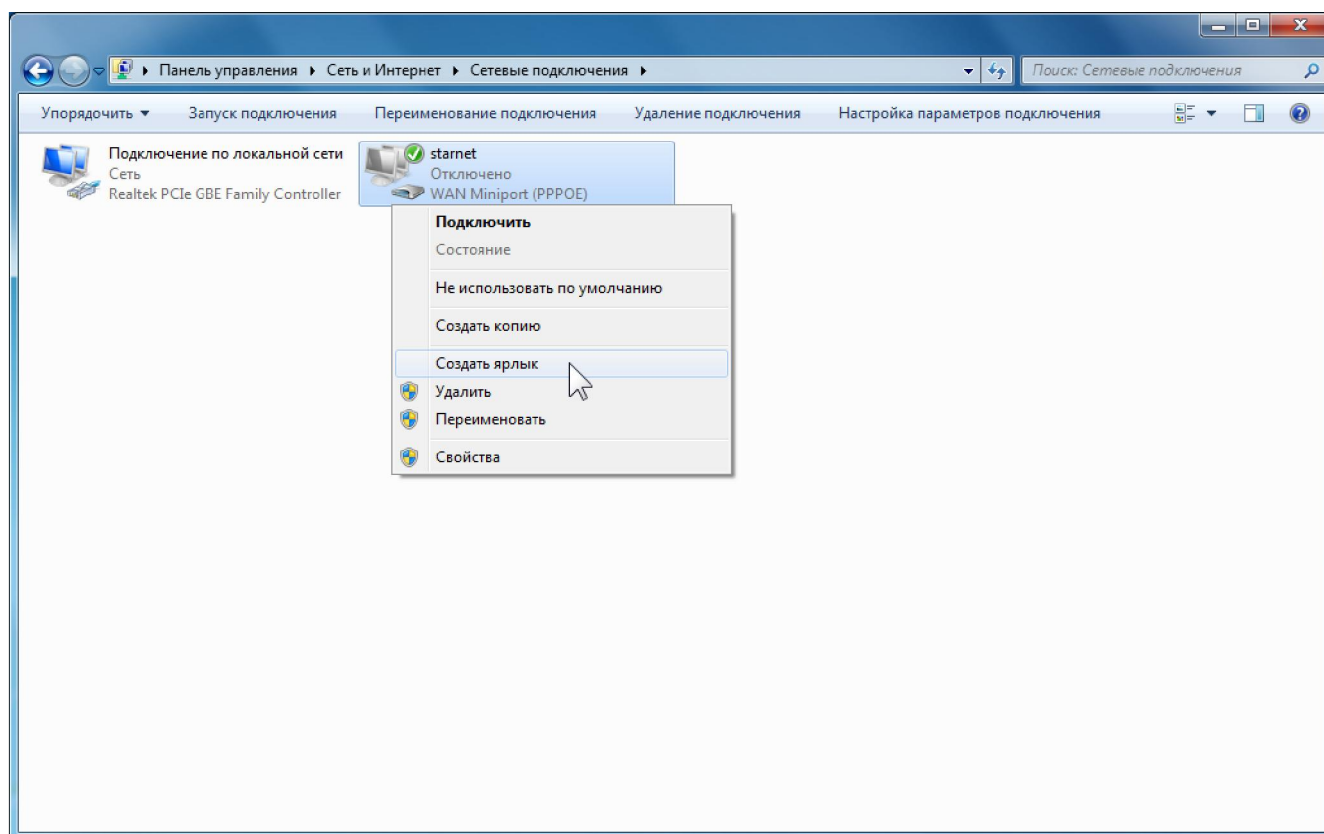 Панель управления Сеть и Интернет Сетевые подключения Поиск: Сетевые подключения
Упорядочить Запуск подключения Переименование подключения Удаление подключения Настройка параметров подключения
Подключение по локальной сети
Сеть
Realtek PCIe GBE Family Controller
starnet
Отключено
WAN Miniport (PPPOE)
Подключить
Состояние
Не использовать по умолчанию
Создать копию
Создать ярлык
Удалить
Переименовать
Свойства